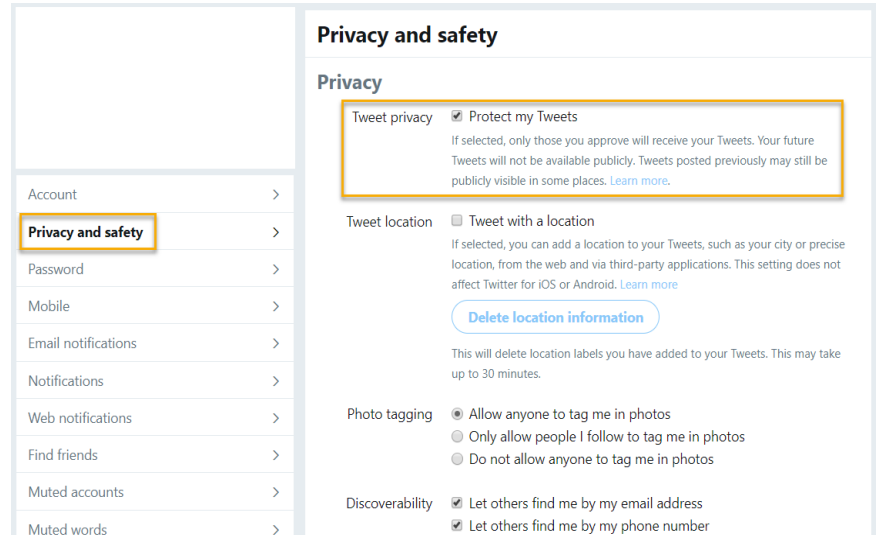 Account
Privacy and safety
Password
Mobile
Email notifications
Notifications
Web notifications
Find friends
Muted accounts
Muted words
Privacy and safety
Privacy
Tweet privacy
Protect my Tweets
If selected, only those you approve will receive your Tweets. Your future
Tweets will not be available publicly. Tweets posted previously may still be
publicly visible in some places. Learn more.
Tweet location
Tweet with a location
If selected, you can add a location to your Tweets, such as your city or precise
location, from the web and via third-party applications. This setting does not
affect Twitter for iOS or Android. Learn more
Delete location information
This will delete location labels you have added to your Tweets. This may take
up to 30 minutes.
Photo tagging
Allow anyone to tag me in photos
Only allow people I follow to tag me in photos
Do not allow anyone to tag me in photos
Discoverability
Let others find me by my email address
Let others find me by my phone number